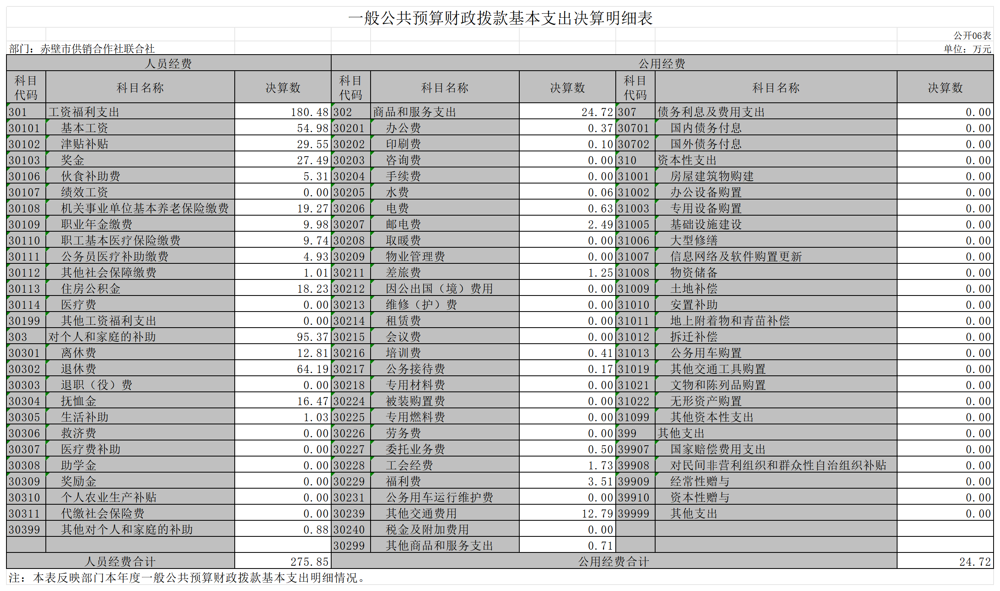 一般公共预算财政拨款基本支出决算明细表
公开06表
部门：赤壁市供销合作社联合社 单位：万元
人员经费 公用经费
科目代码 科目名称 决算数 科目代码 科目名称 决算数 科目代码 科目名称 决算数
301 工资福利支出 180.48 302 商品和服务支出 24.72 307 债务利息及费用支出 0.00
30101 基本工资 54.98 30201 办公费 0.37 30701 国内债务付息 0.00
30102 津贴补贴 29.55 30202 印刷费 0.10 30702 国外债务付息 0.00
30103 奖金 27.49 30203 咨询费 0.00 310 资本性支出 0.00
30106 伙食补助费 5.31 30204 手续费 0.00 31001 房屋建筑物购建 0.00
30107 绩效工资 0.00 30205 水费 0.06 31002 办公设备购置 0.00
30108 机关事业单位基本养老保险缴费 19.27 30206 电费 0.63 31003 专用设备购置 0.00
30109 职业年金缴费 9.98 30207 邮电费 2.49 31005 基础设施建设 0.00
30110 职工基本医疗保险缴费 9.74 30208 取暖费 0.00 31006 大型修缮 0.00
30111 公务员医疗补助缴费 4.93 30209 物业管理费 0.00 31007 信息网络及软件购置更新 0.00
30112 其他社会保障缴费 1.01 30211 差旅费 1.25 31008 物资储备 0.00
30113 住房公积金 18.23 30212 因公出国（境）费用 0.00 31009 土地补偿 0.00
30114 医疗费 0.00 30213 维修（护）费 0.00 31010 安置补助 0.00
30199 其他工资福利支出 0.00 30214 租赁费 0.00 31011 地上附着物和青苗补偿 0.00
303 对个人和家庭的补助 95.37 30215 会议费 0.00 31012 拆迁补偿 0.00
30301 离休费 12.81 30216 培训费 0.41 31013 公务用车购置 0.00
30302 退休费 64.19 30217 公务接待费 0.17 31019 其他交通工具购置 0.00
30303 退职（役）费 0.00 30218 专用材料费 0.00 31021 文物和陈列品购置 0.00
30304 抚恤金 16.47 30224 被装购置费 0.00 31022 无形资产购置 0.00
30305 生活补助 1.03 30225 专用燃料费 0.00 31099 其他资本性支出 0.00
30306 救济费 0.00 30226 劳务费 0.00 399 其他支出 0.00
30307 医疗费补助 0.00 30227 委托业务费 0.50 39907 国家赔偿费用支出 0.00
30308 助学金 0.00 30228 工会经费 1.73 39908 对民间非营利组织和群众性自治组织补贴 0.00
30309 奖励金 0.00 30229 福利费 3.51 39909 经常性赠与 0.00
30310 个人农业生产补贴 0.00 30231 公务用车运行维护费 0.00 39910 资本性赠与 0.00
30311 代缴社会保险费 0.00 30239 其他交通费用 12.79 39999 其他支出 0.00
30399 其他对个人和家庭的补助 0.88 30240 税金及附加费用 0.00
30299 其他商品和服务支出 0.71
人员经费合计 275.85 公用经费合计 24.72
注：本表反映部门本年度一般公共预算财政拨款基本支出明细情况。